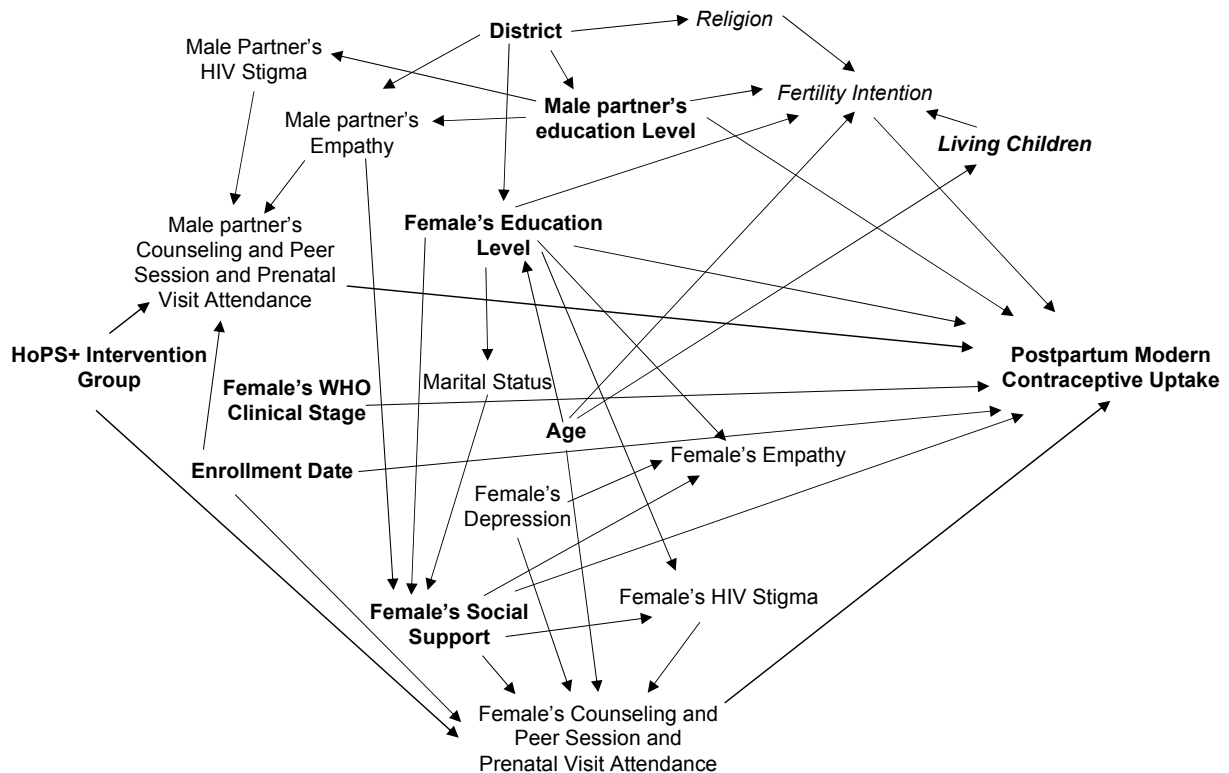 District
Religion
Male Partner's
HIV Stigma
Fertility Intention
Male partner's
education Level
Male partner's
Empathy
Living Children
Male partner's
Counseling and Peer
Session and Prenatal
Visit Attendance
Female's Education
Level
HoPS+ Intervention
Group
Postpartum Modern
Contraceptive Uptake
Marital Status
Female's WHO
Clinical Stage
Age
Enrollment Date
Female's Empathy
Female's
Depression
Female's HIV Stigma
Female's Social
Support
Female's Counseling and
Peer Session and
Prenatal Visit Attendance